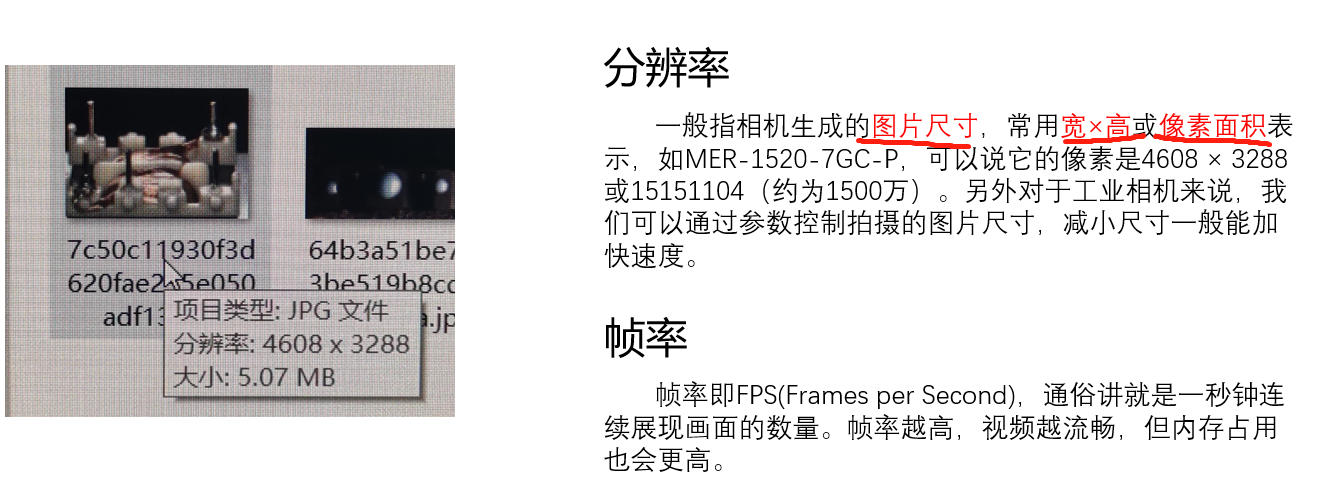 7c50c11930f3d
620fae2
5e050
adf13
64b3a51be7
3be519b8cc
a.jp
项目类型: JPG 文件
分辨率: 4608 x 3288
大小: 5.07 MB
分辨率
一般指相机生成的图片尺寸，常用宽×高或像素面积表
示，如MER-1520-7GC-P，可以说它的像素是4608 × 3288
或15151104（约为1500万）。另外对于工业相机来说，我
们可以通过参数控制拍摄的图片尺寸，减小尺寸一般能加
快速度。
帧率
帧率即FPS(Frames per Second)，通俗讲就是一秒钟连
续展现画面的数量。帧率越高，视频越流畅，但内存占用
也会更高。